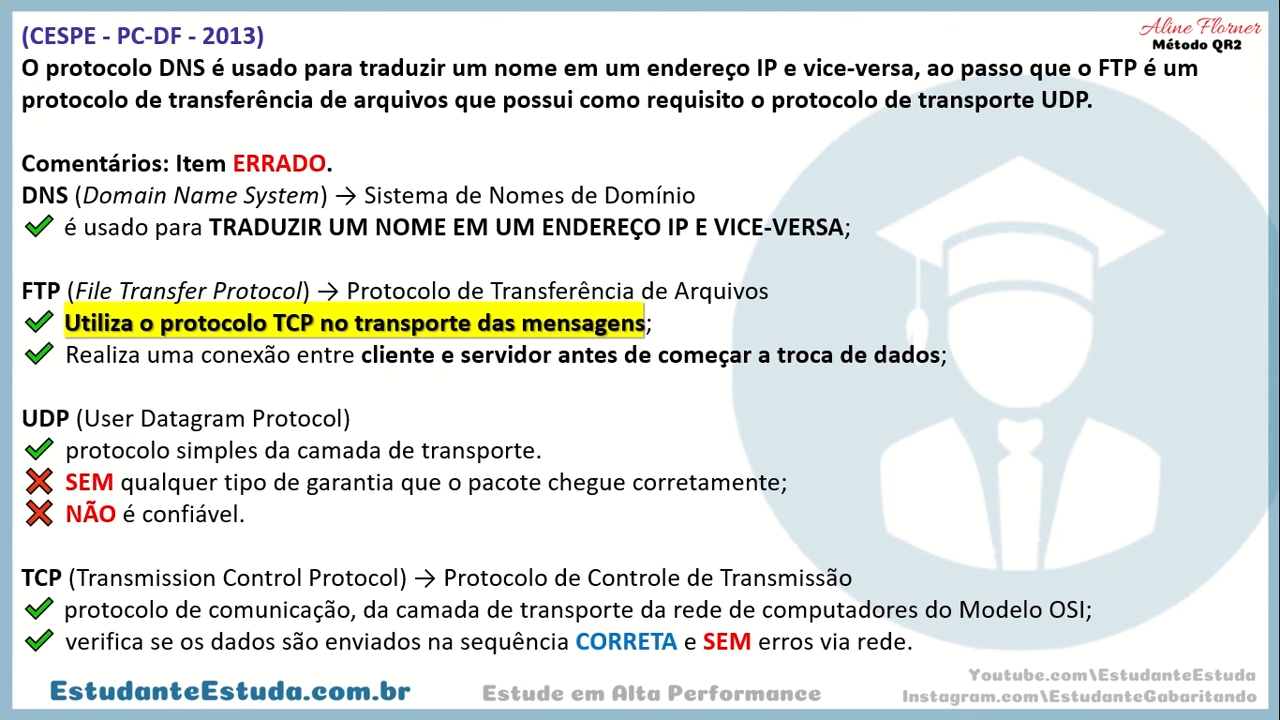 (CESPE - PC-DF - 2013)
Aline Florner
Método QR2
O protocolo DNS é usado para traduzir um nome em um endereço IP e vice-versa, ao passo que o FTP é um
protocolo de transferência de arquivos que possui como requisito o protocolo de transporte UDP.
Comentários: Item ERRADO.
DNS (Domain Name System) → Sistema de Nomes de Domínio
é usado para TRADUZIR UM NOME EM UM ENDEREÇO IP E VICE-VERSA;
FTP (File Transfer Protocol) → Protocolo de Transferência de Arquivos
Utiliza o protocolo TCP no transporte das mensagens;
Realiza uma conexão entre cliente e servidor antes de começar a troca de dados;
UDP (User Datagram Protocol)
protocolo simples da camada de transporte.
SEM qualquer tipo de garantia que o pacote chegue corretamente;
NÃO é confiável.
TCP (Transmission Control Protocol) → Protocolo de Controle de Transmissão
protocolo de comunicação, da camada de transporte da rede de computadores do Modelo OSI;
verifica se os dados são enviados na sequência CORRETA e SEM erros via rede.
EstudanteEstuda.com.br
Estude em Alta Performance
Youtube.com\EstudanteEstuda
Instagram.com\EstudanteGabaritando